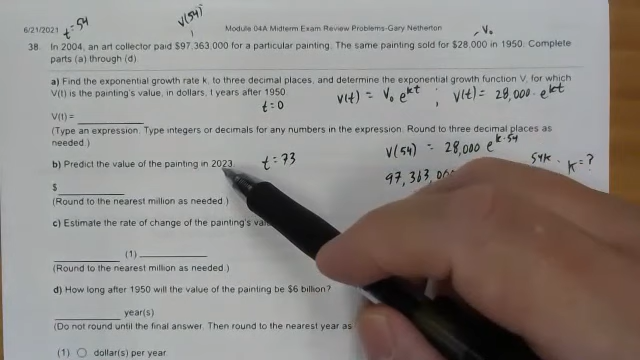 t=54
V(54)
V₀
6/21/2021 Module 04A Midterm Exam Review Problems-Gary Netherton
38. In 2004, an art collector paid $97,363,000 for a particular painting. The same painting sold for $28,000 in 1950. Complete
parts (a) through (d).
a) Find the exponential growth rate k, to three decimal places, and determine the exponential growth function V, for which
V(t) is the painting's value, in dollars, t years after 1950.
t=0
V(t) = V₀ e^kt ; V(t) = 28,000 · e^kt
V(t) =
(Type an expression. Type integers or decimals for any numbers in the expression. Round to three decimal places as
needed.)
V(54) = 28,000 e^k·54
b) Predict the value of the painting in 2023. t=73
97,363,000 54k k=?
$
(Round to the nearest million as needed.)
c) Estimate the rate of change of the painting's
(1)
(Round to the nearest million as needed.)
d) How long after 1950 will the value of the painting be $6 billion?
year(s)
(Do not round until the final answer. Then round to the nearest year as
(1) dollar(s) per year.